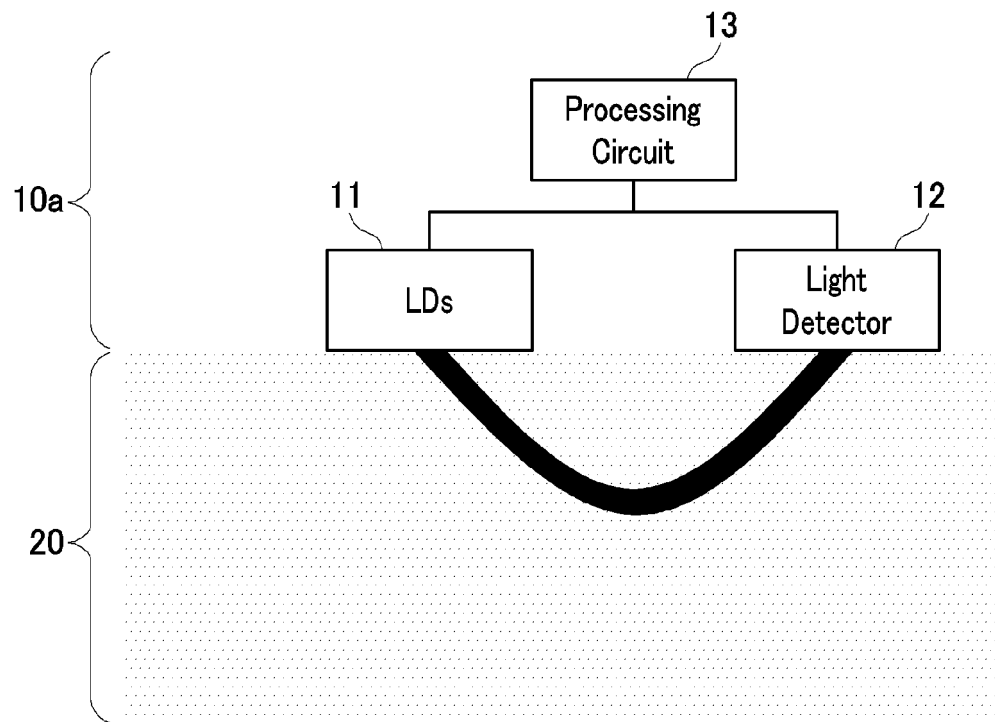 13
Processing
Circuit
10a
11
12
LDs
Light
Detector
20